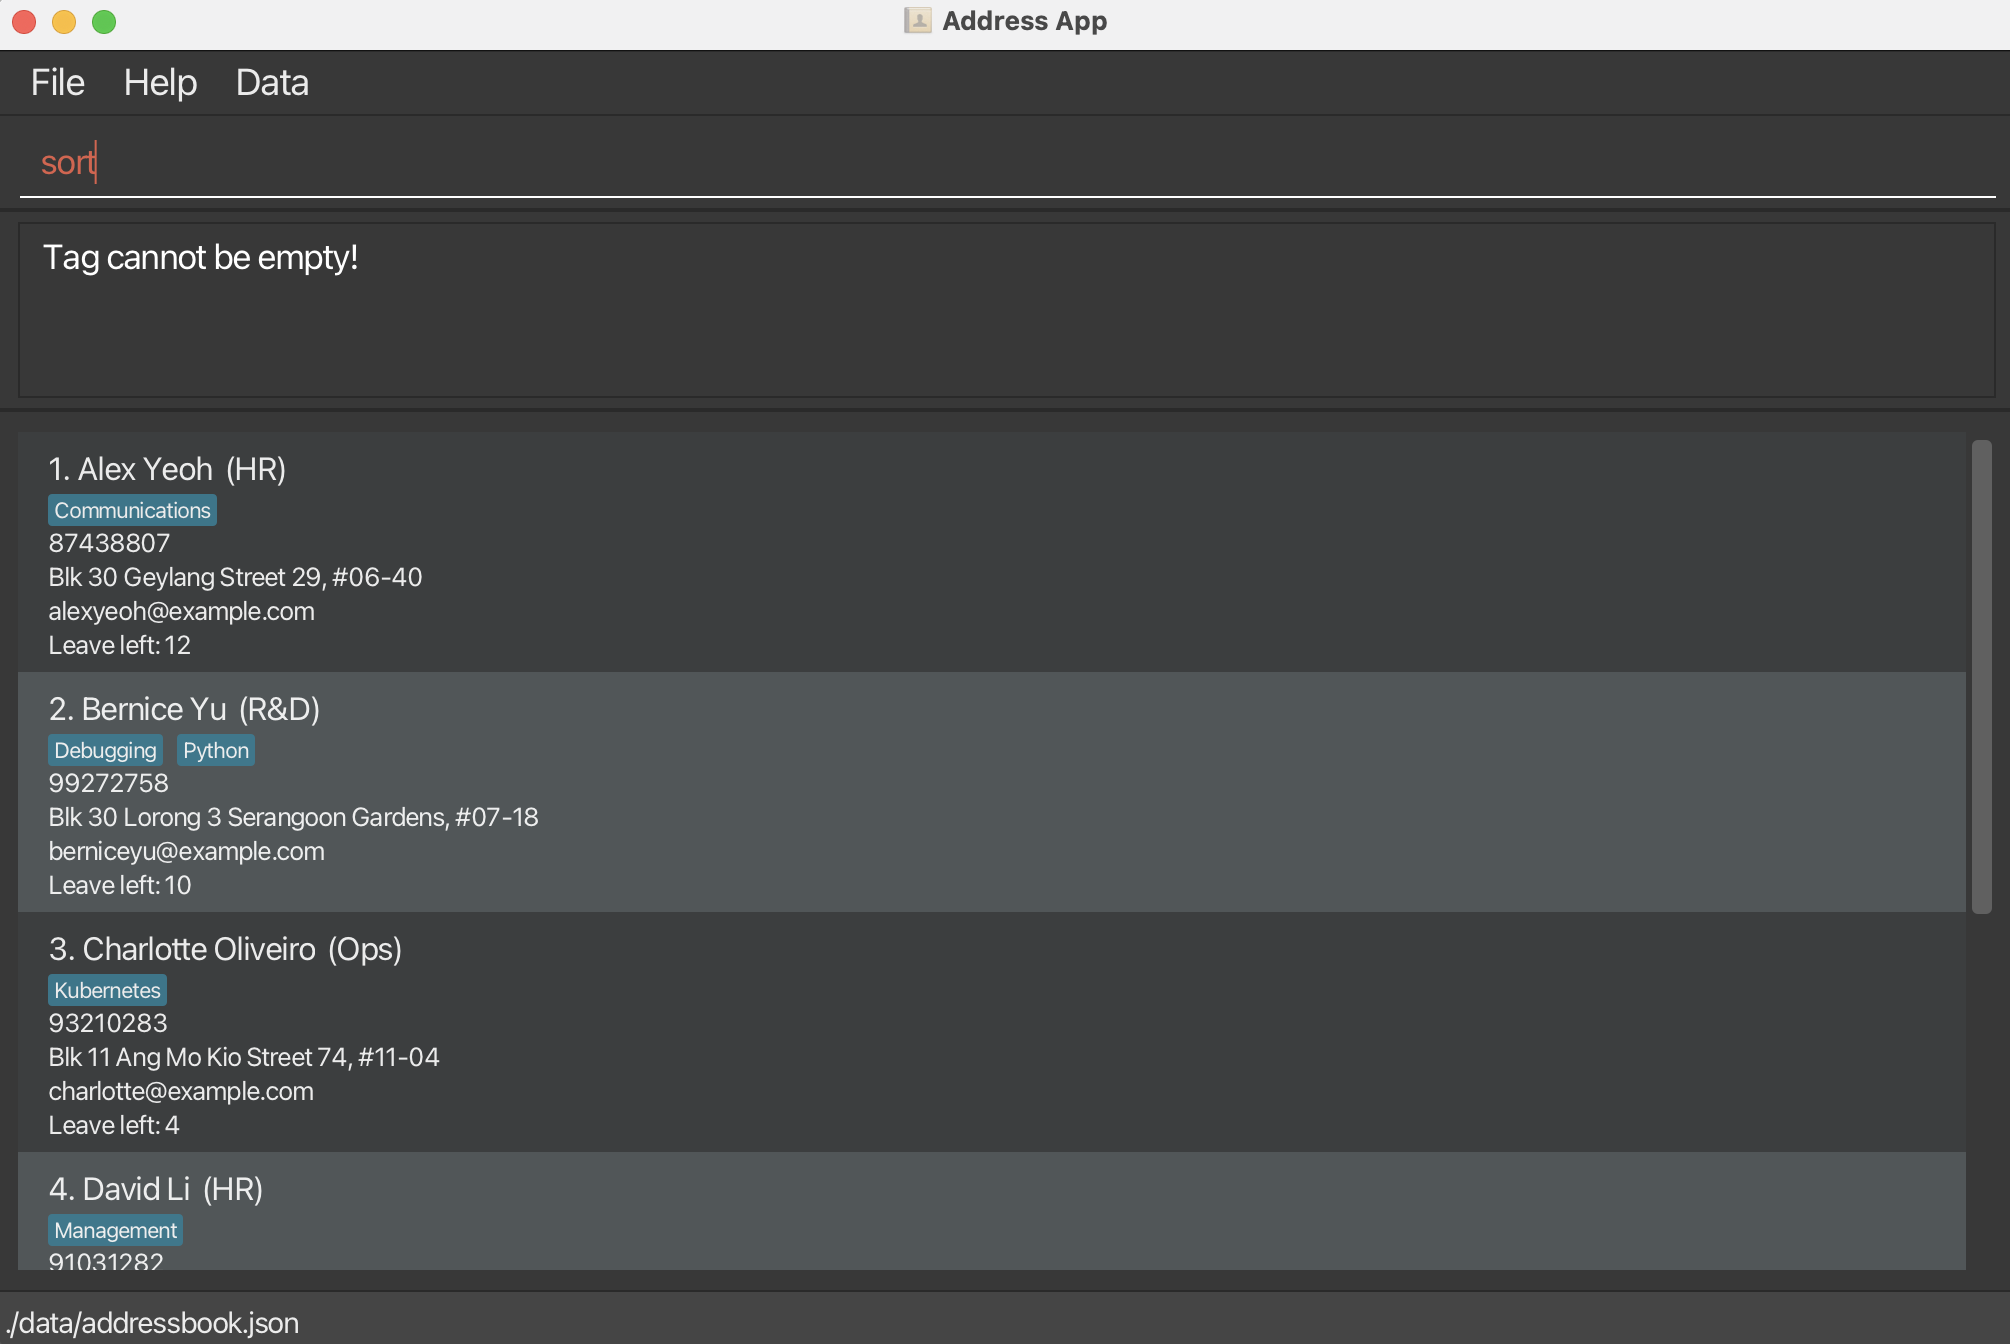 Address App
File Help Data
sort
Tag cannot be empty!
1. Alex Yeoh (HR)
Communications
87438807
Blk 30 Geylang Street 29, #06-40
alexyeoh@example.com
Leave left: 12
2. Bernice Yu (R&D)
Debugging Python
99272758
Blk 30 Lorong 3 Serangoon Gardens, #07-18
berniceyu@example.com
Leave left: 10
3. Charlotte Oliveiro (Ops)
Kubernetes
93210283
Blk 11 Ang Mo Kio Street 74, #11-04
charlotte@example.com
Leave left: 4
4. David Li (HR)
Management
91031282
./data/addressbook.json